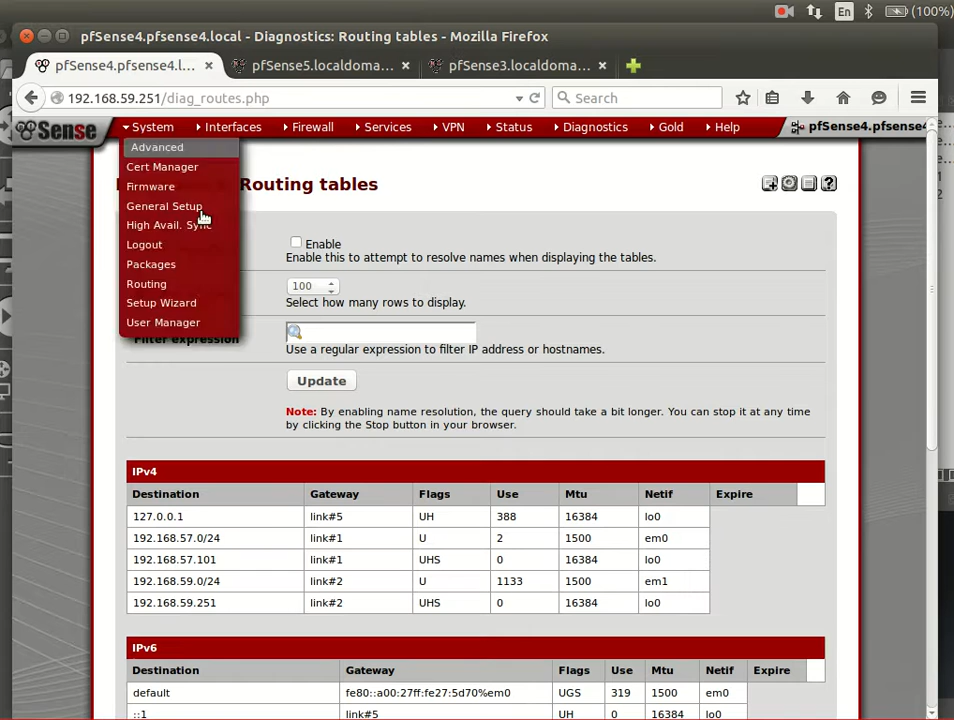 En (100%)
pfSense4.pfsense4.local - Diagnostics: Routing tables - Mozilla Firefox
pfSense4.pfsense4.l... × pfSense5.localdoma... × pfSense3.localdoma... ×
192.168.59.251/diag_routes.php Search
Sense System Interfaces Firewall Services VPN Status Diagnostics Gold Help pfSense4.pfsense4
Advanced
Cert Manager
Firmware
General Setup
High Avail. Sync
Logout
Packages
Routing
Setup Wizard
User Manager
Routing tables
Enable
Enable this to attempt to resolve names when displaying the tables.
100
Select how many rows to display.
Filter expression
Use a regular expression to filter IP address or hostnames.
Update
Note: By enabling name resolution, the query should take a bit longer. You can stop it at any time
by clicking the Stop button in your browser.
IPv4
Destination Gateway Flags Use Mtu Netif Expire
127.0.0.1 link#5 UH 388 16384 lo0
192.168.57.0/24 link#1 U 2 1500 em0
192.168.57.101 link#1 UHS 0 16384 lo0
192.168.59.0/24 link#2 U 1133 1500 em1
192.168.59.251 link#2 UHS 0 16384 lo0
IPv6
Destination Gateway Flags Use Mtu Netif Expire
default fe80::a00:27ff:fe27:5d70%em0 UGS 319 1500 em0
::1 link#5 UH 0 16384 lo0